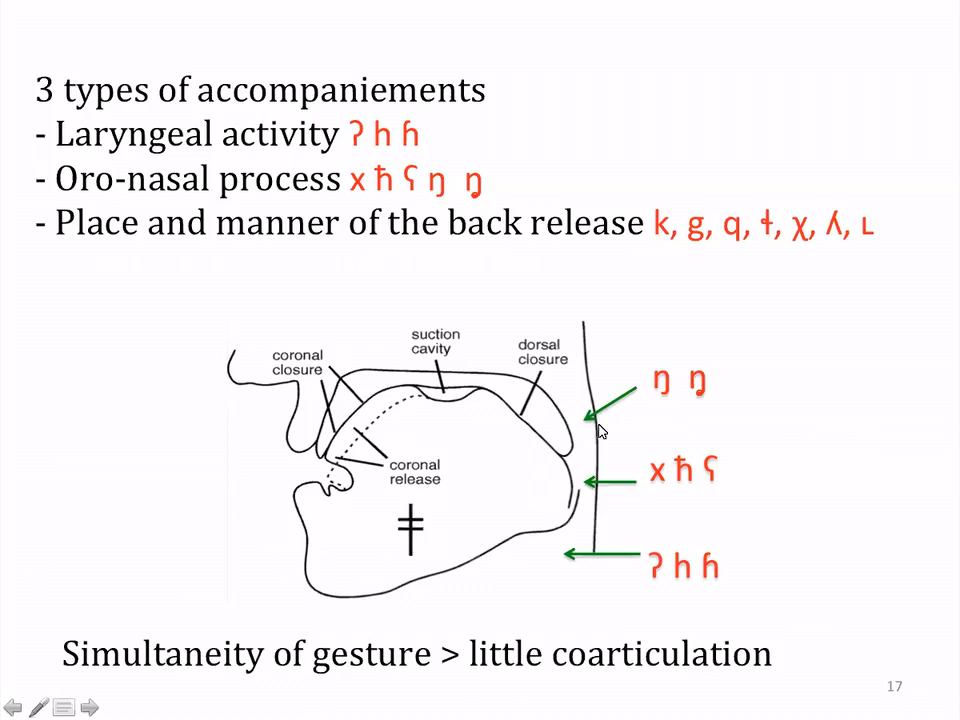 3 types of accompaniements
- Laryngeal activity ʔ h ɦ
- Oro-nasal process x ħ ʕ ŋ ŋ̥
- Place and manner of the back release k, g, q, ɬ, χ, ʎ, ʟ
suction
cavity
coronal
closure
dorsal
closure
ŋ ŋ̥
coronal
release
x ħ ʕ
ǂ
ʔ h ɦ
Simultaneity of gesture > little coarticulation
17